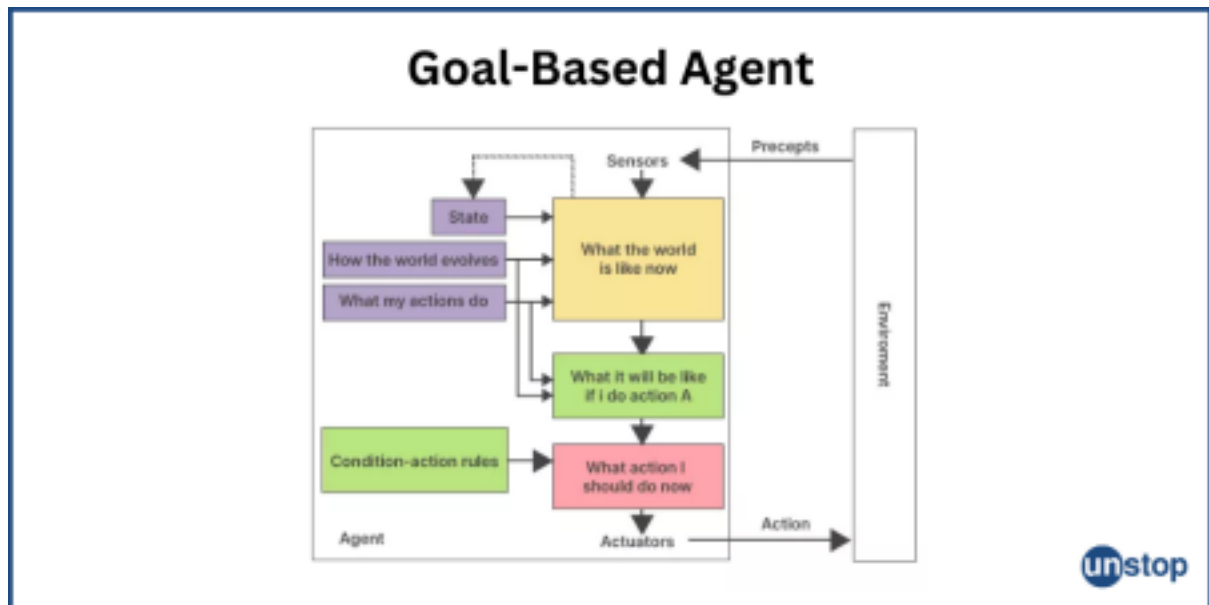 Goal-Based Agent
Precepts
Sensors
State
What the world
is like now
How the world evolves
What my actions do
Enviroment
What it will be like
if i do action A
Condition-action rules
What action I
should do now
Action
Agent
Actuators
unstop